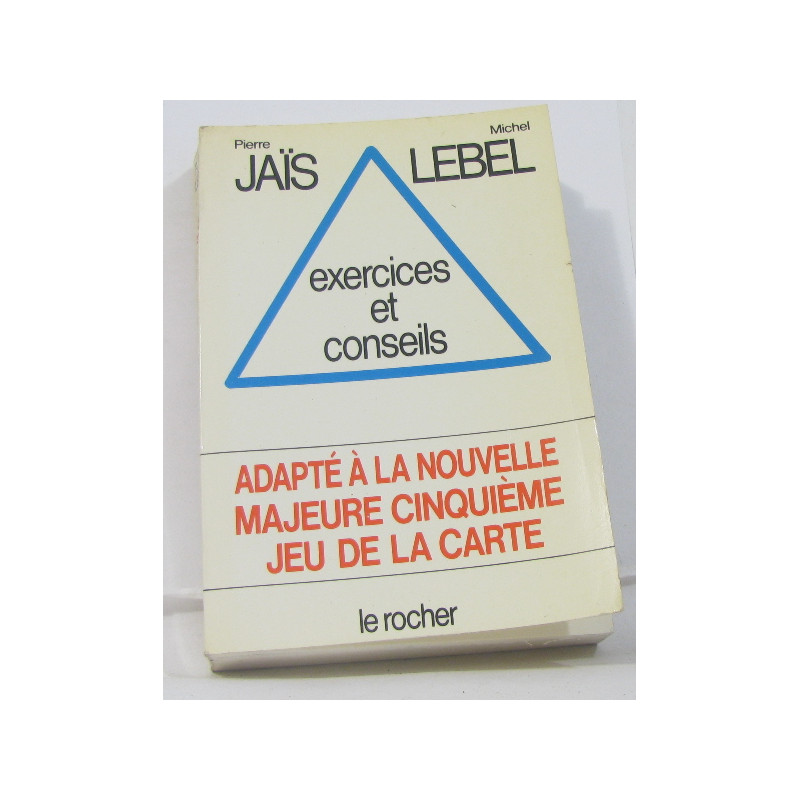 Pierre
JAÏS
Michel
LEBEL
exercices
et
conseils
ADAPTÉ À LA NOUVELLE
MAJEURE CINQUIÈME
JEU DE LA CARTE
le rocher